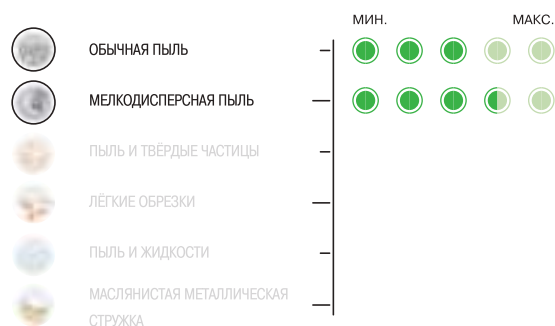 МИН. МАКС.
ОБЫЧНАЯ ПЫЛЬ
МЕЛКОДИСПЕРСНАЯ ПЫЛЬ
ПЫЛЬ И ТВЁРДЫЕ ЧАСТИЦЫ
ЛЁГКИЕ ОБРЕЗКИ
ПЫЛЬ И ЖИДКОСТИ
МАСЛЯНИСТАЯ МЕТАЛЛИЧЕСКАЯ
СТРУЖКА